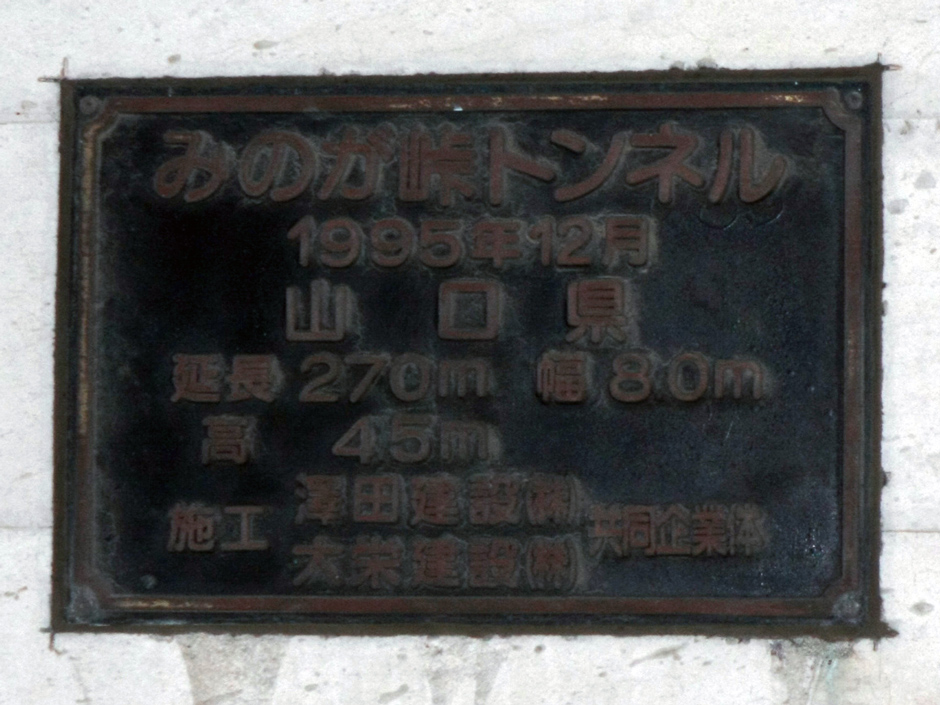 みのが峠トンネル
1995年12月
山口県
延長 270m 幅 8.0m
高 4.5m
施工 澤田建設㈱ 共同企業体
大栄建設㈱